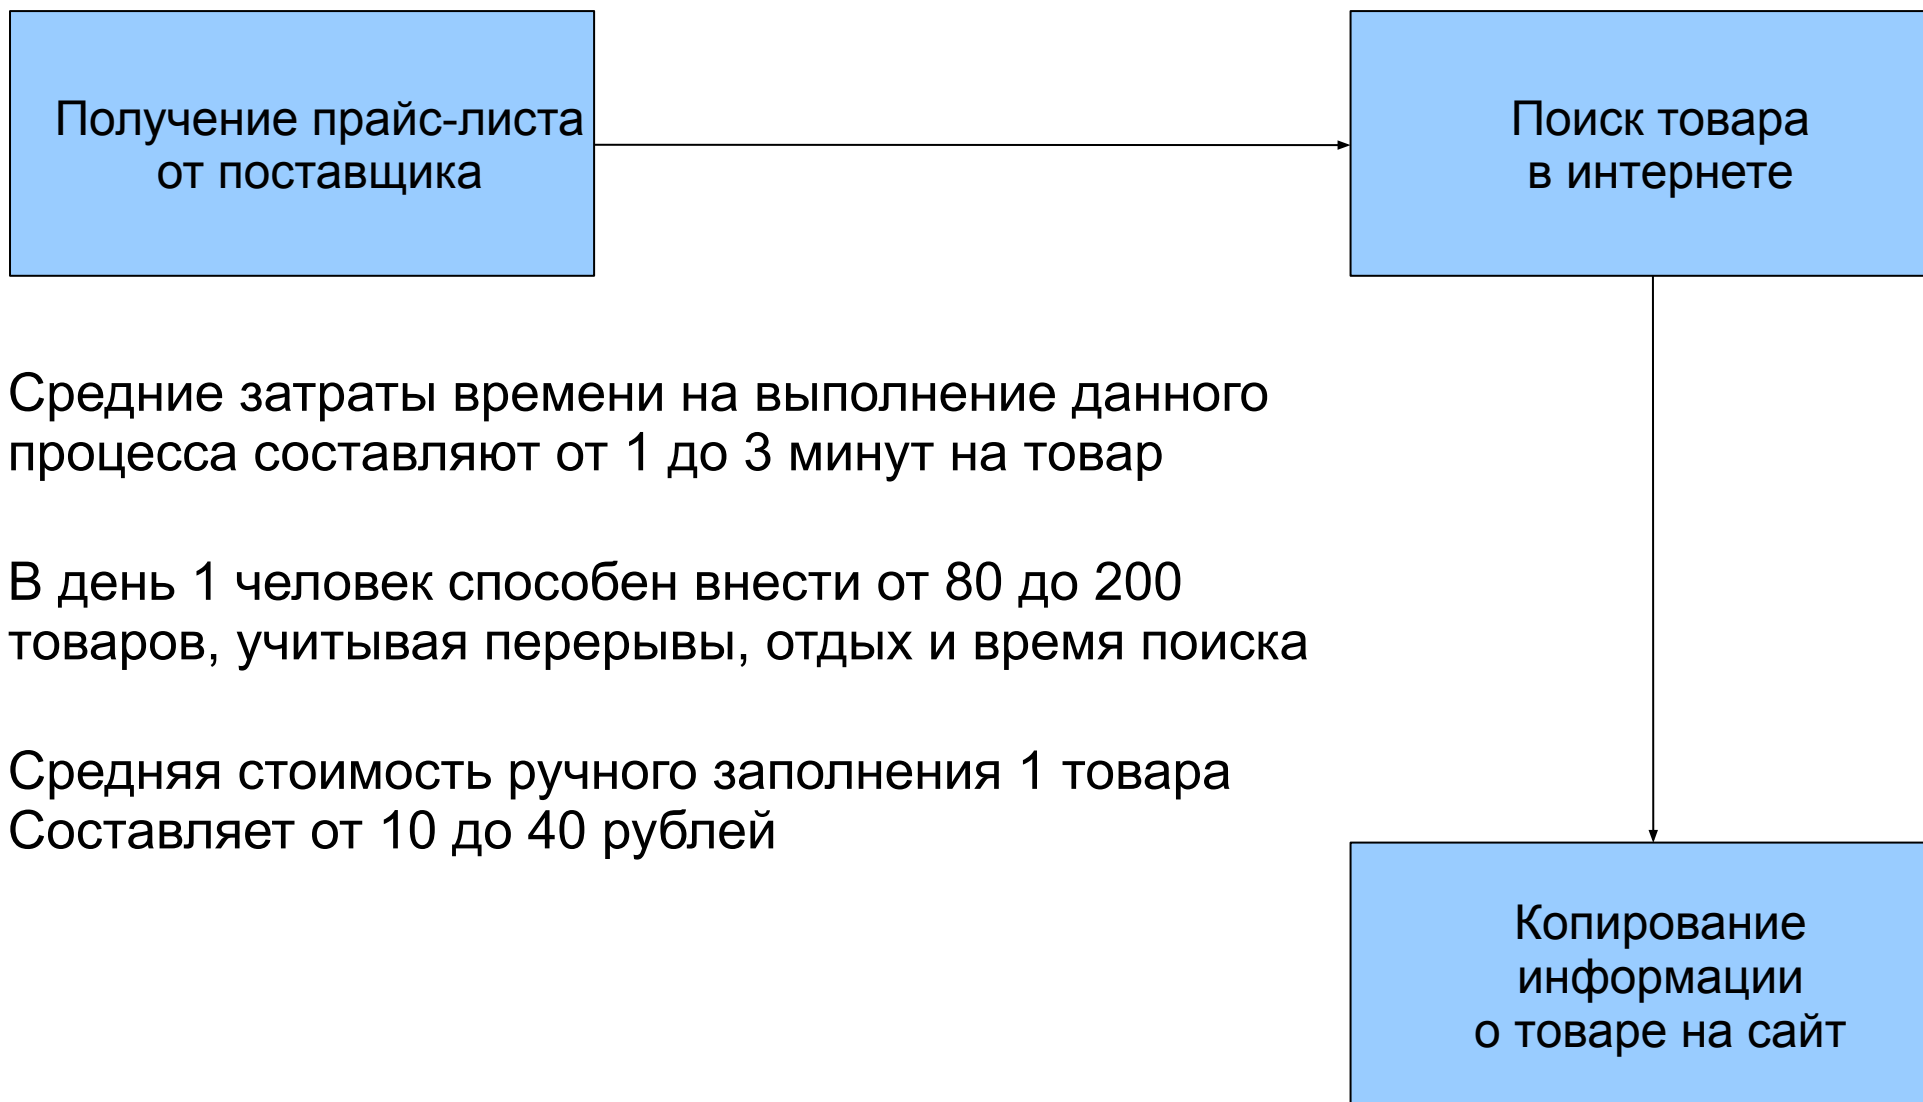 Получение прайс-листа
от поставщика
Поиск товара
в интернете
Средние затраты времени на выполнение данного
процесса составляют от 1 до 3 минут на товар
В день 1 человек способен внести от 80 до 200
товаров, учитывая перерывы, отдых и время поиска
Средняя стоимость ручного заполнения 1 товара
Составляет от 10 до 40 рублей
Копирование
информации
о товаре на сайт